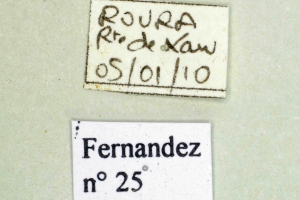 ROURA
Rte de Kaw
05/01/10
Fernandez
n° 25